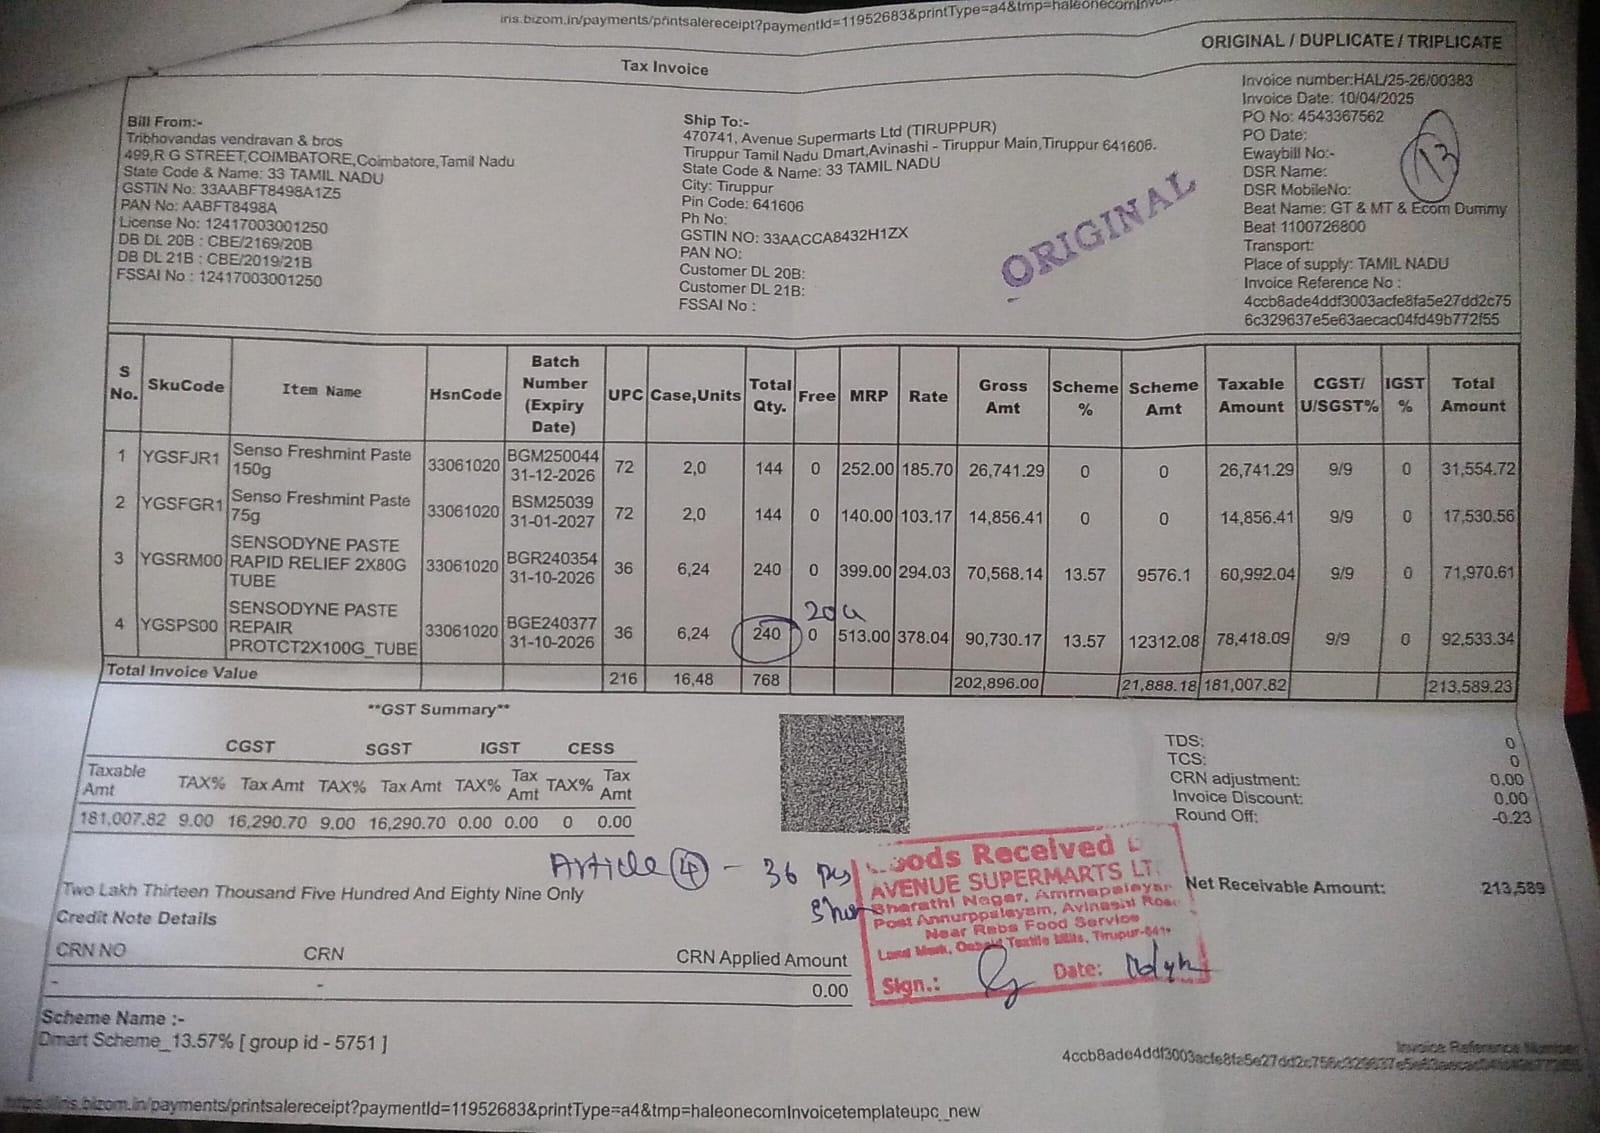 iris.bizom.in/payments/printsalereceipt?paymentId=11952683&printType=a4&tmp=haleonecomInvo
ORIGINAL / DUPLICATE / TRIPLICATE
Tax Invoice
Bill From:-
Tribhovandas vendravan & bros
499,R G STREET,COIMBATORE,Coimbatore,Tamil Nadu
State Code & Name: 33 TAMIL NADU
GSTIN No: 33AABFT8498A1Z5
PAN No: AABFT8498A
License No: 12417003001250
DB DL 20B : CBE/2169/20B
DB DL 21B : CBE/2019/21B
FSSAI No : 12417003001250
Ship To:-
470741, Avenue Supermarts Ltd (TIRUPPUR)
Tiruppur Tamil Nadu Dmart,Avinashi - Tiruppur Main,Tiruppur 641606.
State Code & Name: 33 TAMIL NADU
City: Tiruppur
Pin Code: 641606
Ph No:
GSTIN NO: 33AACCA8432H1ZX
PAN NO:
Customer DL 20B:
Customer DL 21B:
FSSAI No :
ORIGINAL
Invoice number:HAL/25-26/00383
Invoice Date: 10/04/2025
PO No: 4543367562
PO Date:
Ewaybill No:-
DSR Name:
DSR MobileNo:
Beat Name: GT & MT & Ecom Dummy
Beat 1100726800
Transport:
Place of supply: TAMIL NADU
Invoice Reference No :
4ccb8ade4ddf3003acfe8fa5e27dd2c75
6c329637e5e63aecac04fd49b772f55
13
S No. SkuCode Item Name HsnCode Batch Number (Expiry Date) UPC Case,Units Total Qty. Free MRP Rate Gross Amt Scheme % Scheme Amt Taxable Amount CGST/ U/SGST% IGST % Total Amount
1 YGSFJR1 Senso Freshmint Paste 150g 33061020 BGM250044 31-12-2026 72 2,0 144 0 252.00 185.70 26,741.29 0 0 26,741.29 9/9 0 31,554.72
2 YGSFGR1 Senso Freshmint Paste 75g 33061020 BSM25039 31-01-2027 72 2,0 144 0 140.00 103.17 14,856.41 0 0 14,856.41 9/9 0 17,530.56
3 YGSRM00 SENSODYNE PASTE RAPID RELIEF 2X80G TUBE 33061020 BGR240354 31-10-2026 36 6,24 240 0 399.00 294.03 70,568.14 13.57 9576.1 60,992.04 9/9 0 71,970.61
204
4 YGSPS00 SENSODYNE PASTE REPAIR PROTCT2X100G_TUBE 33061020 BGE240377 31-10-2026 36 6,24 240 0 513.00 378.04 90,730.17 13.57 12312.08 78,418.09 9/9 0 92,533.34
Total Invoice Value 216 16,48 768 202,896.00 21,888.18 181,007.82 213,589.23
**GST Summary**
CGST SGST IGST CESS
Taxable Amt TAX% Tax Amt TAX% Tax Amt TAX% Tax Amt TAX% Tax Amt
181,007.82 9.00 16,290.70 9.00 16,290.70 0.00 0.00 0 0.00
TDS: 0
TCS: 0
CRN adjustment: 0.00
Invoice Discount: 0.00
Round Off: -0.23
Article 4 - 36 pcs
Net Receivable Amount: 213,589
Two Lakh Thirteen Thousand Five Hundred And Eighty Nine Only
Goods Received
AVENUE SUPERMARTS LT
Bharathi Nagar, Ammapalayam
Post Annurppalayam, Avinashi Road
Near Raba Food Service
Textile Mills, Tirupur-641
Sign.: Date:
Credit Note Details
CRN NO CRN CRN Applied Amount
- - 0.00
Scheme Name :-
Dmart Scheme_13.57% [ group id - 5751 ]
Invoice Reference Number
https://iris.bizom.in/payments/printsalereceipt?paymentId=11952683&printType=a4&tmp=haleonecomInvoicetemplateupc_new